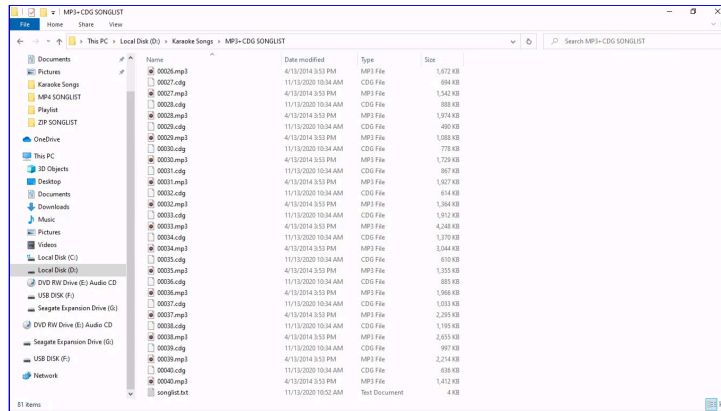 MP3+CDG SONGLIST
File Home Share View
This PC > Local Disk (D:) > Karaoke Songs > MP3+CDG SONGLIST
Search MP3+CDG SONGLIST
Documents
Pictures
Karaoke Songs
MP4 SONGLIST
Playlist
ZIP SONGLIST
OneDrive
This PC
3D Objects
Desktop
Documents
Downloads
Music
Pictures
Videos
Local Disk (C:)
Local Disk (D:)
DVD RW Drive (E:) Audio CD
USB DISK (F:)
Seagate Expansion Drive (G:)
DVD RW Drive (E:) Audio CD
Seagate Expansion Drive (G:)
USB DISK (F:)
Network
Name Date modified Type Size
00026.mp3 4/13/2014 3:53 PM MP3 File 1,672 KB
00027.cdg 11/13/2020 10:34 AM CDG File 694 KB
00027.mp3 4/13/2014 3:53 PM MP3 File 1,542 KB
00028.cdg 11/13/2020 10:34 AM CDG File 888 KB
00028.mp3 4/13/2014 3:53 PM MP3 File 1,974 KB
00029.cdg 11/13/2020 10:34 AM CDG File 490 KB
00029.mp3 4/13/2014 3:53 PM MP3 File 1,088 KB
00030.cdg 11/13/2020 10:34 AM CDG File 778 KB
00030.mp3 4/13/2014 3:53 PM MP3 File 1,729 KB
00031.cdg 11/13/2020 10:34 AM CDG File 867 KB
00031.mp3 4/13/2014 3:53 PM MP3 File 1,927 KB
00032.cdg 11/13/2020 10:34 AM CDG File 614 KB
00032.mp3 4/13/2014 3:53 PM MP3 File 1,364 KB
00033.cdg 11/13/2020 10:34 AM CDG File 1,912 KB
00033.mp3 4/13/2014 3:53 PM MP3 File 4,248 KB
00034.cdg 11/13/2020 10:34 AM CDG File 1,370 KB
00034.mp3 4/13/2014 3:53 PM MP3 File 3,044 KB
00035.cdg 11/13/2020 10:34 AM CDG File 610 KB
00035.mp3 4/13/2014 3:53 PM MP3 File 1,355 KB
00036.cdg 11/13/2020 10:34 AM CDG File 885 KB
00036.mp3 4/13/2014 3:53 PM MP3 File 1,966 KB
00037.cdg 11/13/2020 10:34 AM CDG File 1,033 KB
00037.mp3 4/13/2014 3:53 PM MP3 File 2,295 KB
00038.cdg 11/13/2020 10:34 AM CDG File 1,195 KB
00038.mp3 4/13/2014 3:53 PM MP3 File 2,655 KB
00039.cdg 11/13/2020 10:34 AM CDG File 997 KB
00039.mp3 4/13/2014 3:53 PM MP3 File 2,214 KB
00040.cdg 11/13/2020 10:34 AM CDG File 636 KB
00040.mp3 4/13/2014 3:53 PM MP3 File 1,412 KB
songlist.txt 11/13/2020 10:52 AM Text Document 4 KB
81 items